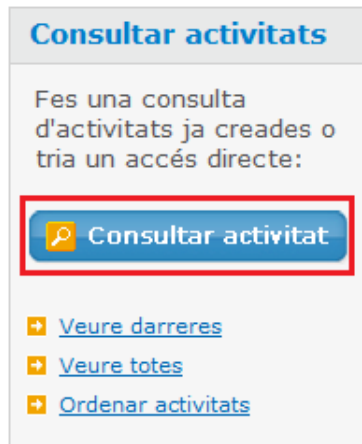 Consultar activitats
Fes una consulta
d'activitats ja creades o
tria un accés directe:
Consultar activitat
Veure darreres
Veure totes
Ordenar activitats